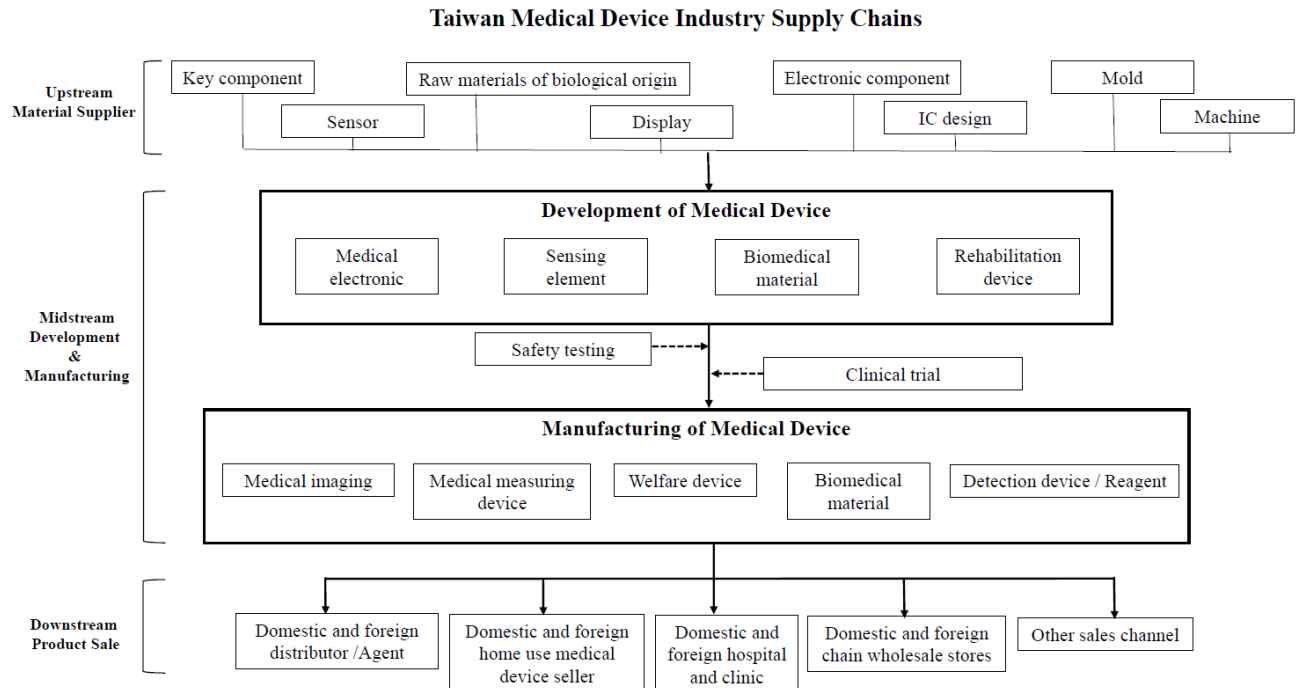 Taiwan Medical Device Industry Supply Chains
Upstream
Material Supplier
Key component
Raw materials of biological origin
Electronic component
Mold
Sensor
Display
IC design
Machine
Midstream
Development
&
Manufacturing
Development of Medical Device
Medical
electronic
Sensing
element
Biomedical
material
Rehabilitation
device
Safety testing
Clinical trial
Manufacturing of Medical Device
Medical imaging
Medical measuring
device
Welfare device
Biomedical
material
Detection device / Reagent
Downstream
Product Sale
Domestic and foreign
distributor /Agent
Domestic and foreign
home use medical
device seller
Domestic and
foreign hospital
and clinic
Domestic and foreign
chain wholesale stores
Other sales channel